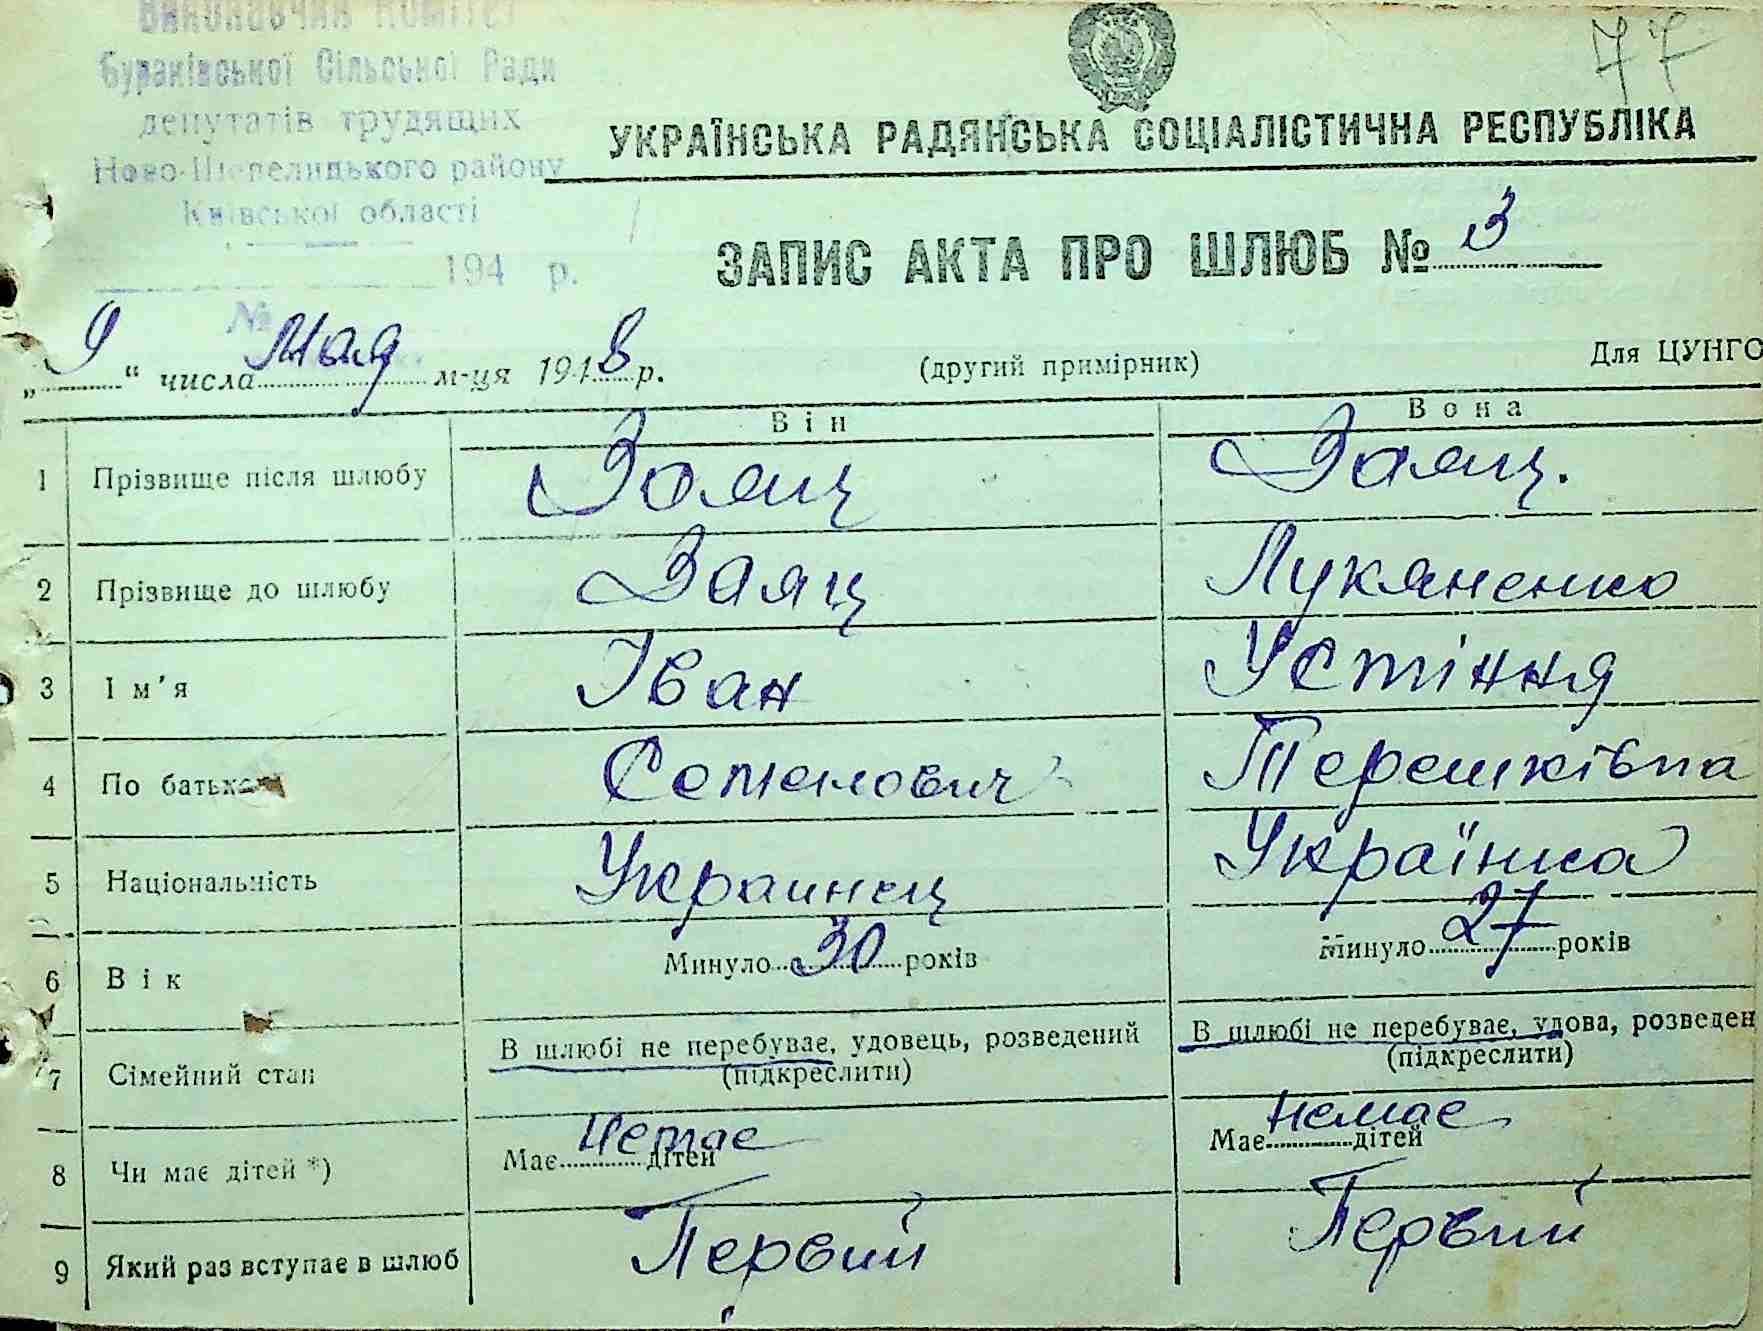 Виконавчий Комітет
Бураківської Сільської Ради
депутатів трудящих
Ново-Шепелицького району
Київської області
194 р.
№
77
УКРАЇНСЬКА РАДЯНСЬКА СОЦІАЛІСТИЧНА РЕСПУБЛІКА
ЗАПИС АКТА ПРО ШЛЮБ № 3
„9“ числа Мая м-ця 1948 р. (другий примірник) Для ЦУНГО
Він Вона
1 Прізвище після шлюбу Заяц Заяц.
2 Прізвище до шлюбу Заяц Лукяненко
3 Ім'я Іван Устіння
4 По батькові Семенович Терешківна
5 Національність Украинец Українка
6 Вік Минуло 30 років Минуло 27 років
7 Сімейний стан В шлюбі не перебуває, удовець, розведений В шлюбі не перебуває, удова, розведен
(підкреслити) (підкреслити)
8 Чи має дітей *) Має немає дітей Має немає дітей
9 Який раз вступає в шлюб Первий Первий